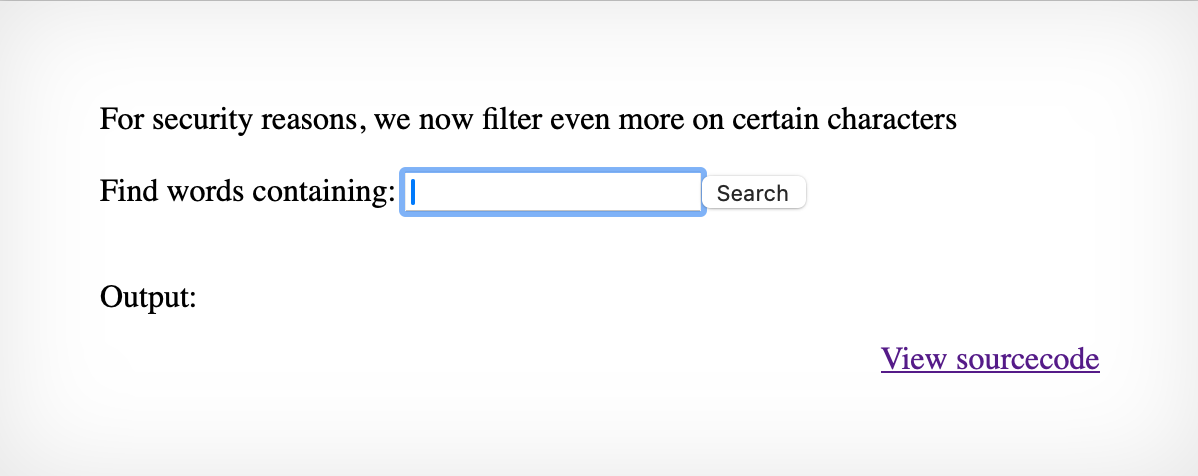 For security reasons, we now filter even more on certain characters
Find words containing: Search
Output:
View sourcecode